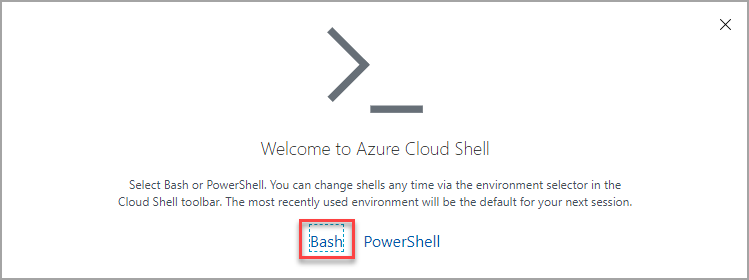 Welcome to Azure Cloud Shell
Select Bash or PowerShell. You can change shells any time via the environment selector in the
Cloud Shell toolbar. The most recently used environment will be the default for your next session.
Bash PowerShell